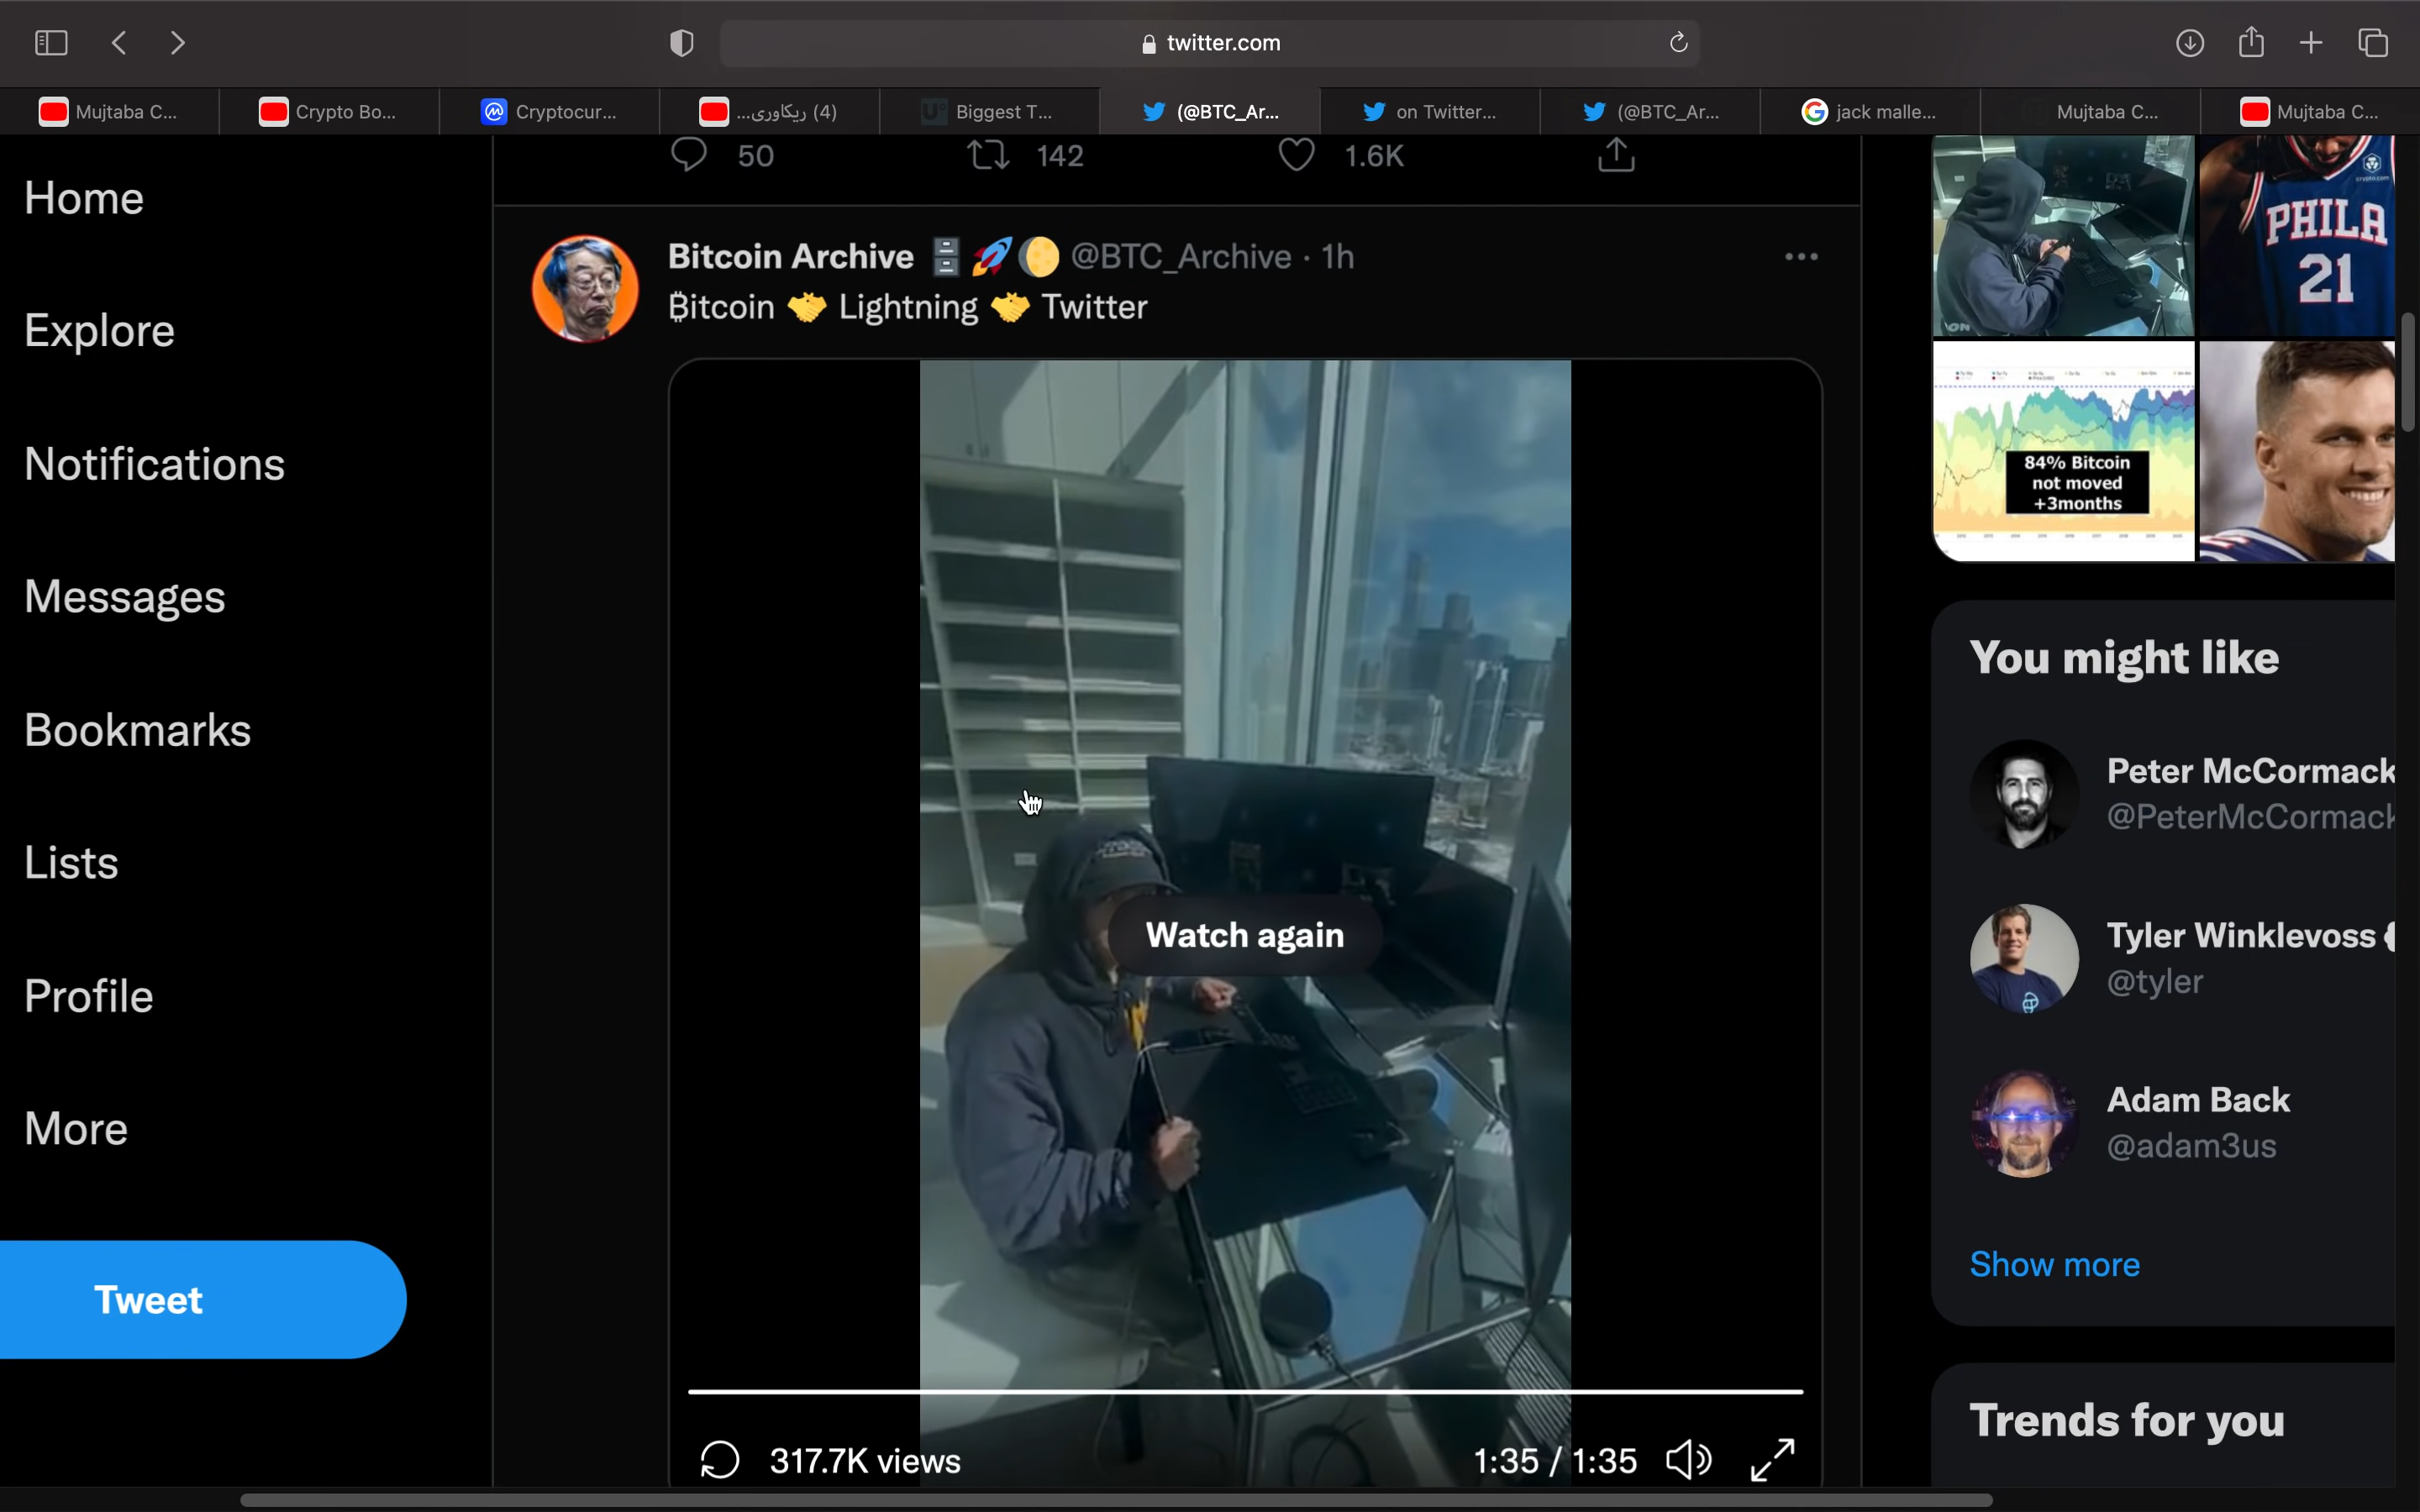 twitter.com
Mujtaba C...
Crypto Bo...
Cryptocur...
(4) ریکاوری...
Biggest T...
(@BTC_Ar...
on Twitter...
(@BTC_Ar...
jack malle...
Mujtaba C...
Mujtaba C...
Home
Explore
Notifications
Messages
Bookmarks
Lists
Profile
More
Tweet
50
142
1.6K
Bitcoin Archive 🗄️🚀🌔 @BTC_Archive · 1h
₿itcoin 🤝 Lightning 🤝 Twitter
Watch again
317.7K views
1:35 / 1:35
crypto.com
PHILA
21
84% Bitcoin
not moved
+3months
You might like
Peter McCormack
@PeterMcCormack
Tyler Winklevoss
@tyler
Adam Back
@adam3us
Show more
Trends for you